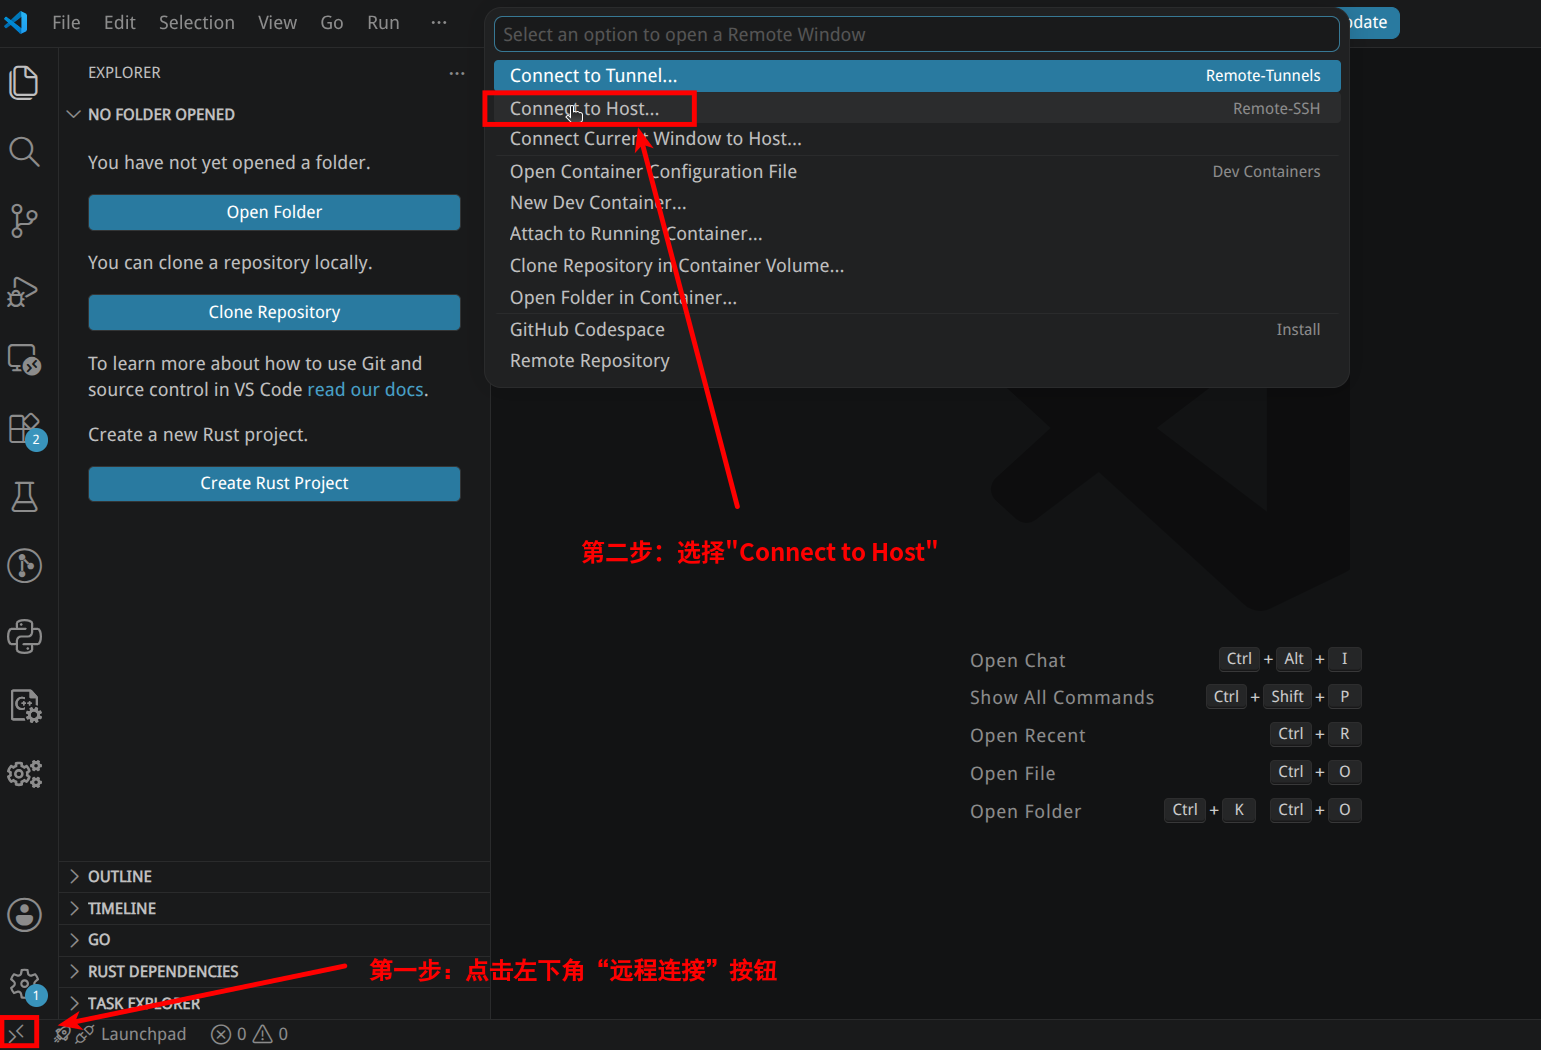 File Edit Selection View Go Run ···
Select an option to open a Remote Window
date
Connect to Tunnel... Remote-Tunnels
Connect to Host... Remote-SSH
Connect Current Window to Host...
Open Container Configuration File Dev Containers
New Dev Container...
Attach to Running Container...
Clone Repository in Container Volume...
Open Folder in Container...
GitHub Codespace Install
Remote Repository
EXPLORER ···
NO FOLDER OPENED
You have not yet opened a folder.
Open Folder
You can clone a repository locally.
Clone Repository
To learn more about how to use Git and
source control in VS Code read our docs.
Create a new Rust project.
Create Rust Project
2
第二步：选择"Connect to Host"
Open Chat Ctrl + Alt + I
Show All Commands Ctrl + Shift + P
Open Recent Ctrl + R
Open File Ctrl + O
Open Folder Ctrl + K Ctrl + O
OUTLINE
TIMELINE
GO
RUST DEPENDENCIES
TASK EXPLORER
第一步：点击左下角“远程连接”按钮
1
Launchpad 0 0